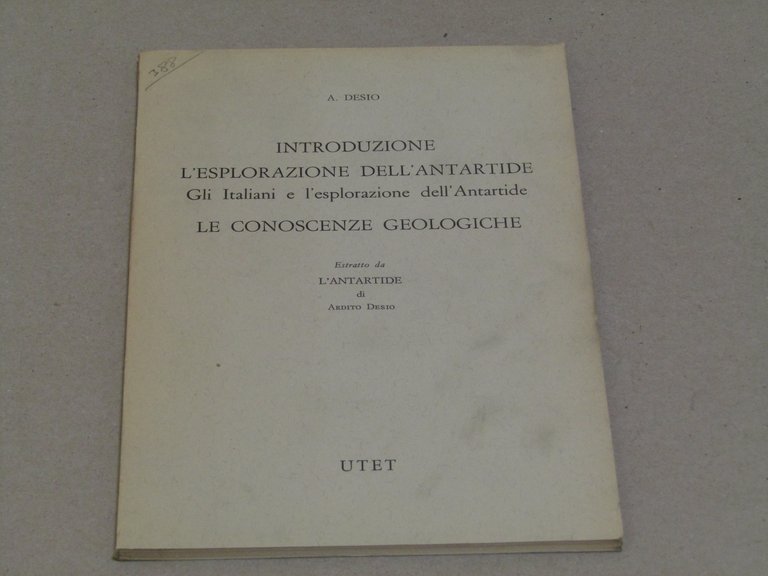 388
A. DESIO
INTRODUZIONE
L'ESPLORAZIONE DELL'ANTARTIDE
Gli Italiani e l'esplorazione dell'Antartide
LE CONOSCENZE GEOLOGICHE
Estratto da
L'ANTARTIDE
di
ARDITO DESIO
UTET